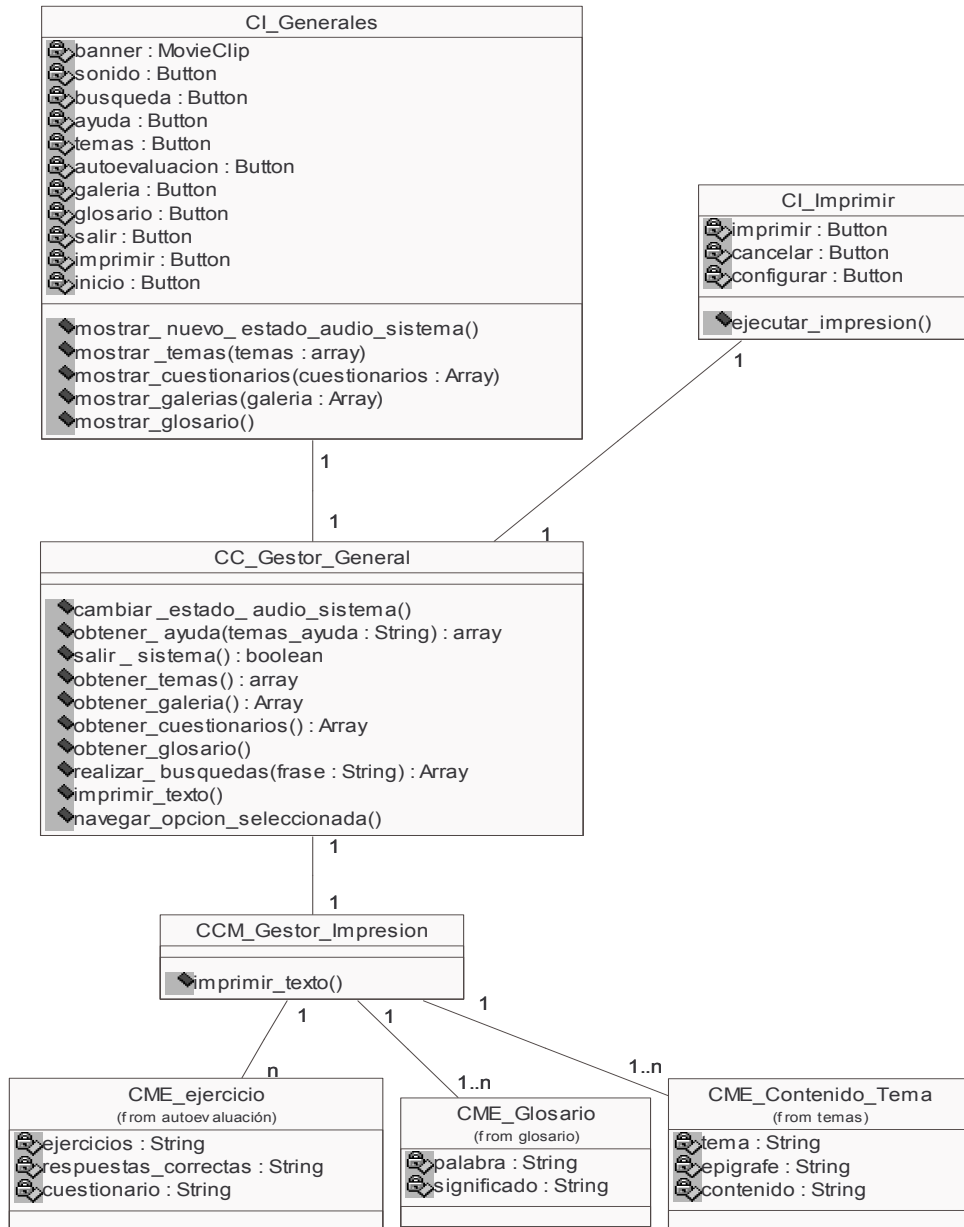 CI_Generales
banner : MovieClip
sonido : Button
busqueda : Button
ayuda : Button
temas : Button
autoevaluacion : Button
galeria : Button
glosario : Button
salir : Button
imprimir : Button
inicio : Button
mostrar_ nuevo_ estado_audio_sistema()
mostrar _temas(temas : array)
mostrar_cuestionarios(cuestionarios : Array)
mostrar_galerias(galeria : Array)
mostrar_glosario()
CI_Imprimir
imprimir : Button
cancelar : Button
configurar : Button
ejecutar_impresion()
1
1
1
1
CC_Gestor_General
cambiar _estado_ audio_sistema()
obtener_ ayuda(temas_ayuda : String) : array
salir _ sistema() : boolean
obtener_temas() : array
obtener_galeria() : Array
obtener_cuestionarios() : Array
obtener_glosario()
realizar_ busquedas(frase : String) : Array
imprimir_texto()
navegar_opcion_seleccionada()
1
1
CCM_Gestor_Impresion
imprimir_texto()
1
1
1
n
1..n
1..n
CME_ejercicio
(from autoevaluación)
ejercicios : String
respuestas_correctas : String
cuestionario : String
CME_Glosario
(from glosario)
palabra : String
significado : String
CME_Contenido_Tema
(from temas)
tema : String
epigrafe : String
contenido : String